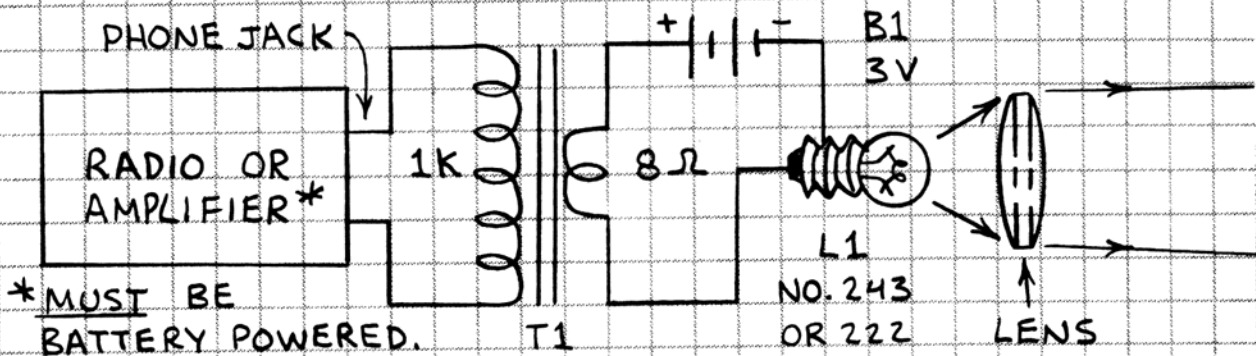 PHONE JACK
RADIO OR
AMPLIFIER*
* MUST BE
BATTERY POWERED.
1K
T1
8Ω
+ -
B1
3V
L1
NO. 243
OR 222
LENS